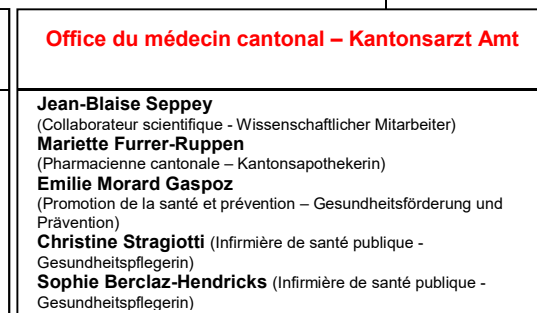 Office du médecin cantonal – Kantonsarzt Amt
Jean-Blaise Seppey
(Collaborateur scientifique - Wissenschaftlicher Mitarbeiter)
Mariette Furrer-Ruppen
(Pharmacienne cantonale – Kantonsapothekerin)
Emilie Morard Gaspoz
(Promotion de la santé et prévention – Gesundheitsförderung und
Prävention)
Christine Stragiotti (Infirmière de santé publique -
Gesundheitspflegerin)
Sophie Berclaz-Hendricks (Infirmière de santé publique -
Gesundheitspflegerin)